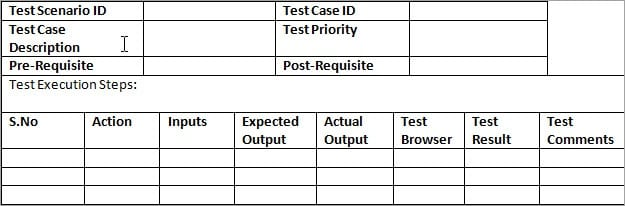 Test Scenario ID Test Case ID
Test Case Description Test Priority
Pre-Requisite Post-Requisite
Test Execution Steps:
S.No Action Inputs Expected Output Actual Output Test Browser Test Result Test Comments